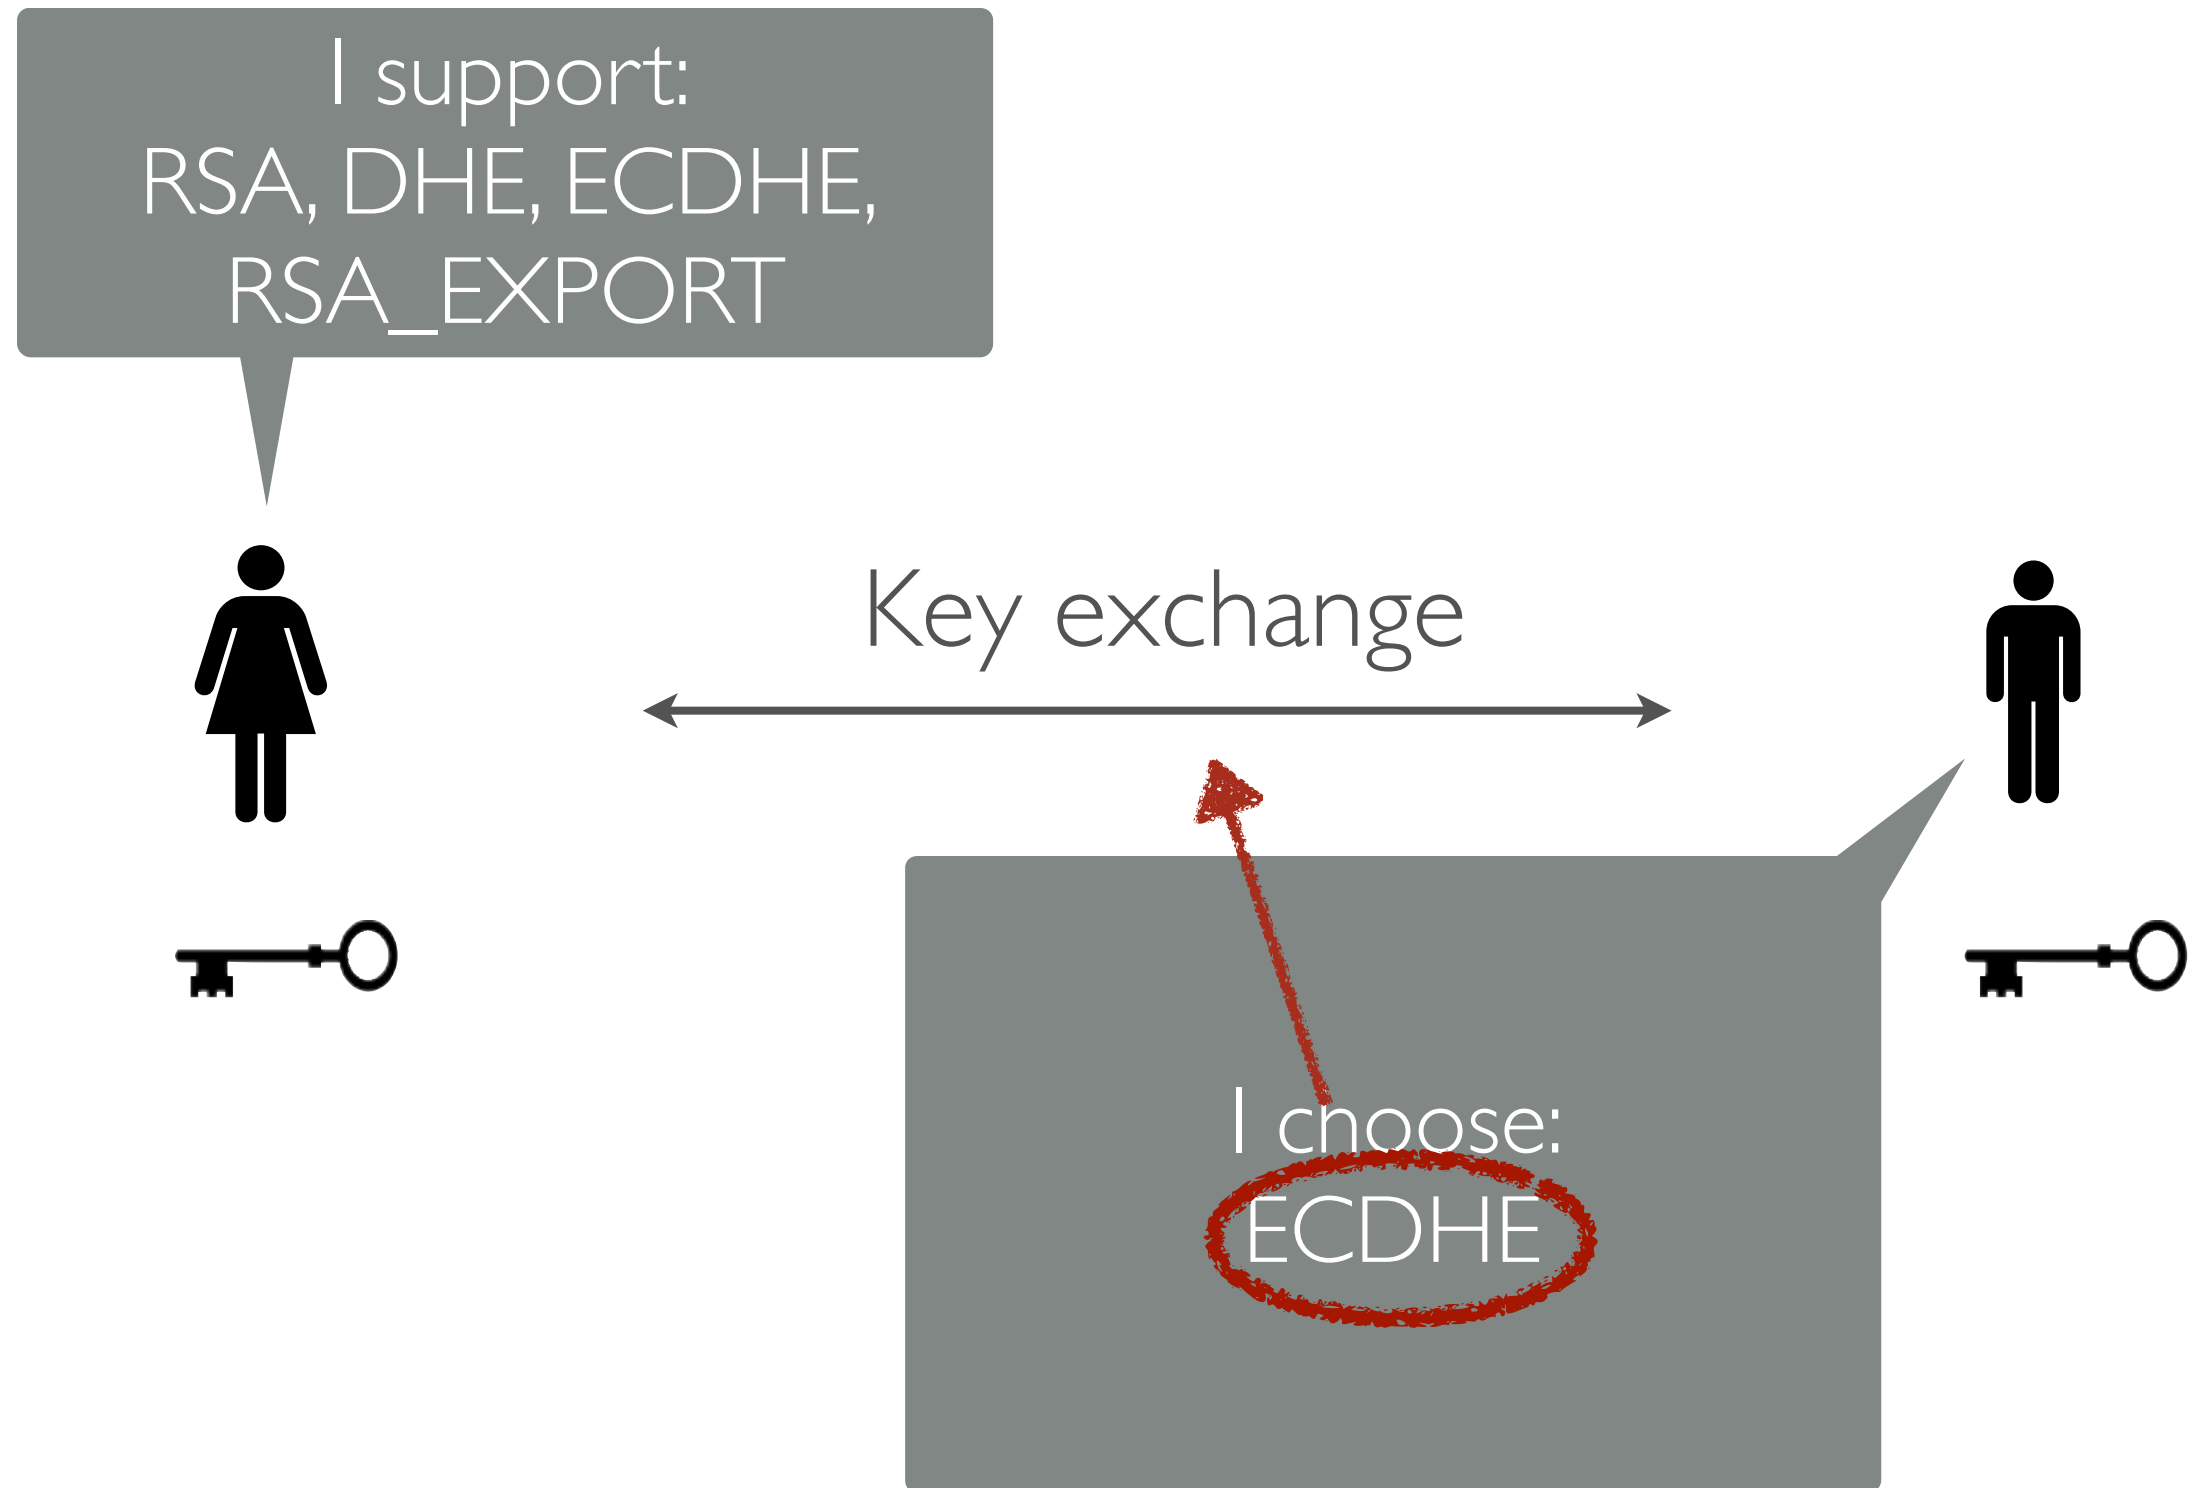 I support:
RSA, DHE, ECDHE,
RSA_EXPORT
Key exchange
I choose:
ECDHE